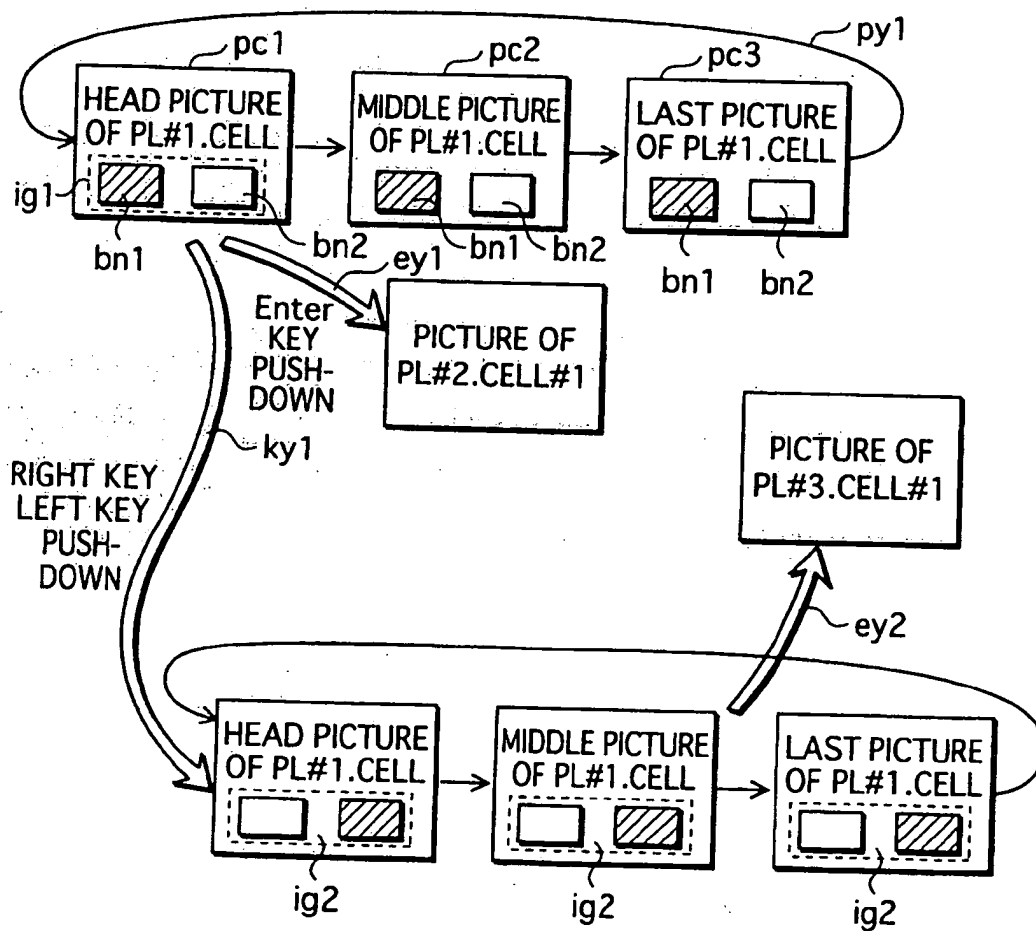 py1
pc1
pc2
pc3
HEAD PICTURE
OF PL#1.CELL
MIDDLE PICTURE
OF PL#1.CELL
LAST PICTURE
OF PL#1.CELL
ig1
bn1
bn2
bn1
bn2
bn1
bn2
ey1
Enter
KEY
PUSH-
DOWN
PICTURE OF
PL#2.CELL#1
ky1
RIGHT KEY
LEFT KEY
PUSH-
DOWN
PICTURE OF
PL#3.CELL#1
ey2
HEAD PICTURE
OF PL#1.CELL
MIDDLE PICTURE
OF PL#1.CELL
LAST PICTURE
OF PL#1.CELL
ig2
ig2
ig2